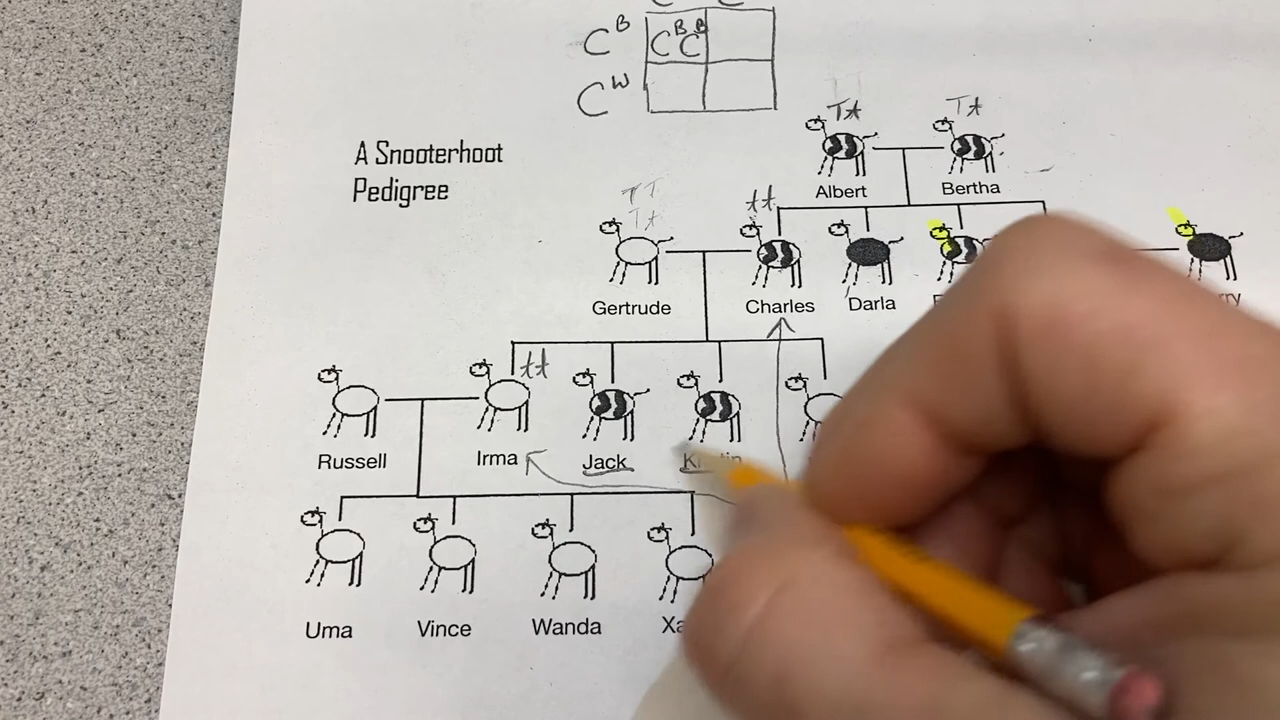 C^B C^B C^B
C^W
A Snooterhoot
Pedigree
Tt Tt
Albert Bertha
TT
Tt tt
Gertrude Charles Darla
tt
Russell Irma Jack
Uma Vince Wanda